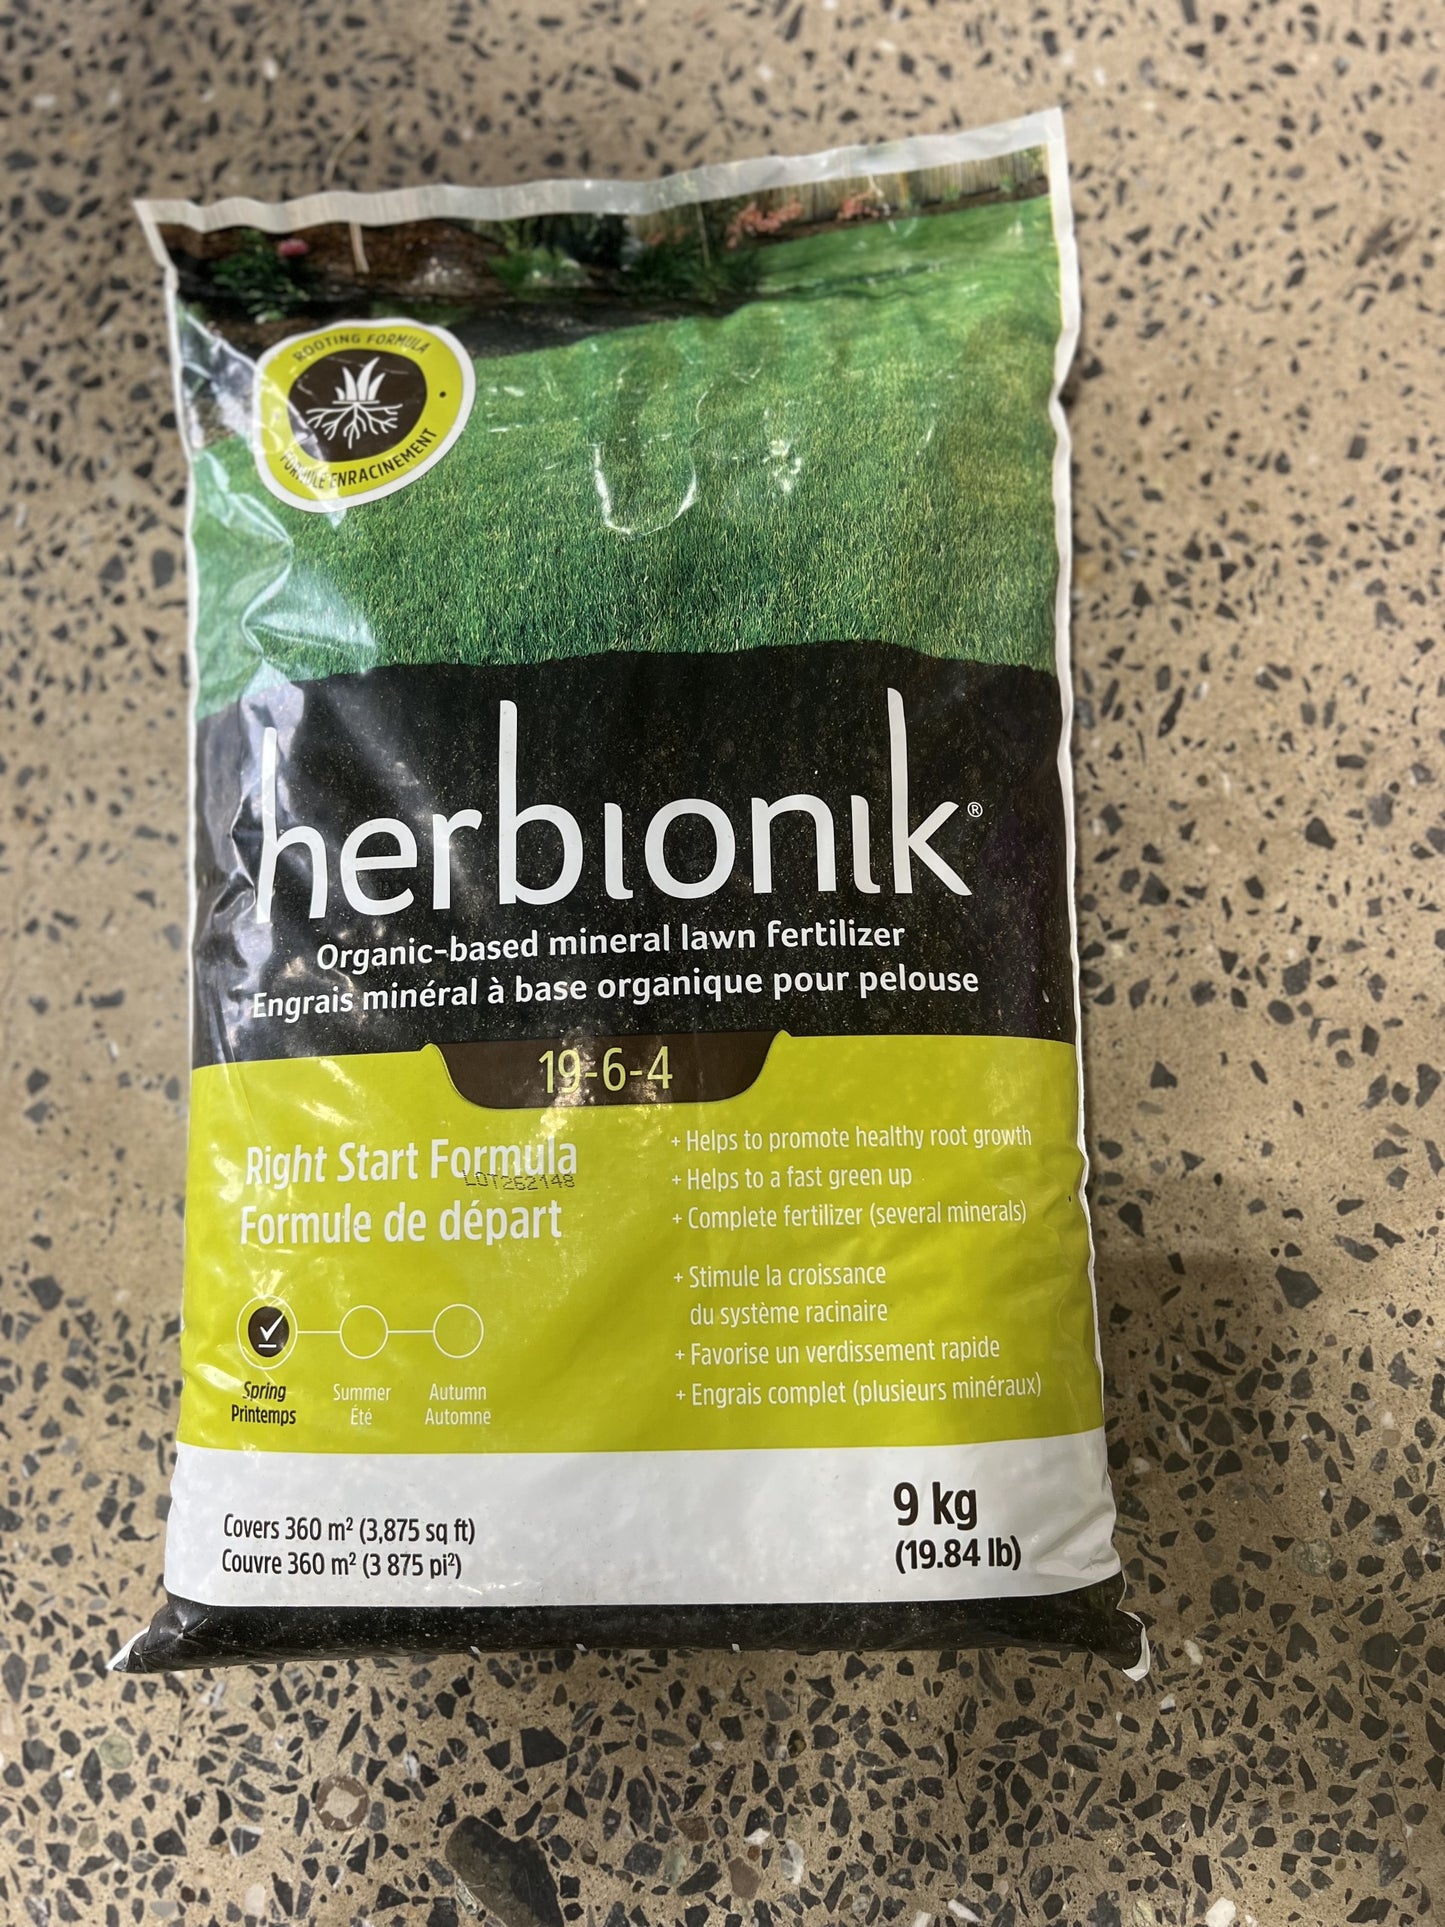 ROOTING FORMULA
FORMULE ENRACINEMENT
herbionik®
Organic-based mineral lawn fertilizer
Engrais minéral à base organique pour pelouse
19-6-4
Right Start Formula
LOT262148
Formule de départ
+ Helps to promote healthy root growth
+ Helps to a fast green up
+ Complete fertilizer (several minerals)
+ Stimule la croissance
du système racinaire
+ Favorise un verdissement rapide
+ Engrais complet (plusieurs minéraux)
Spring
Printemps
Summer
Été
Autumn
Automne
Covers 360 m² (3,875 sq ft)
Couvre 360 m² (3 875 pi²)
9 kg
(19.84 lb)